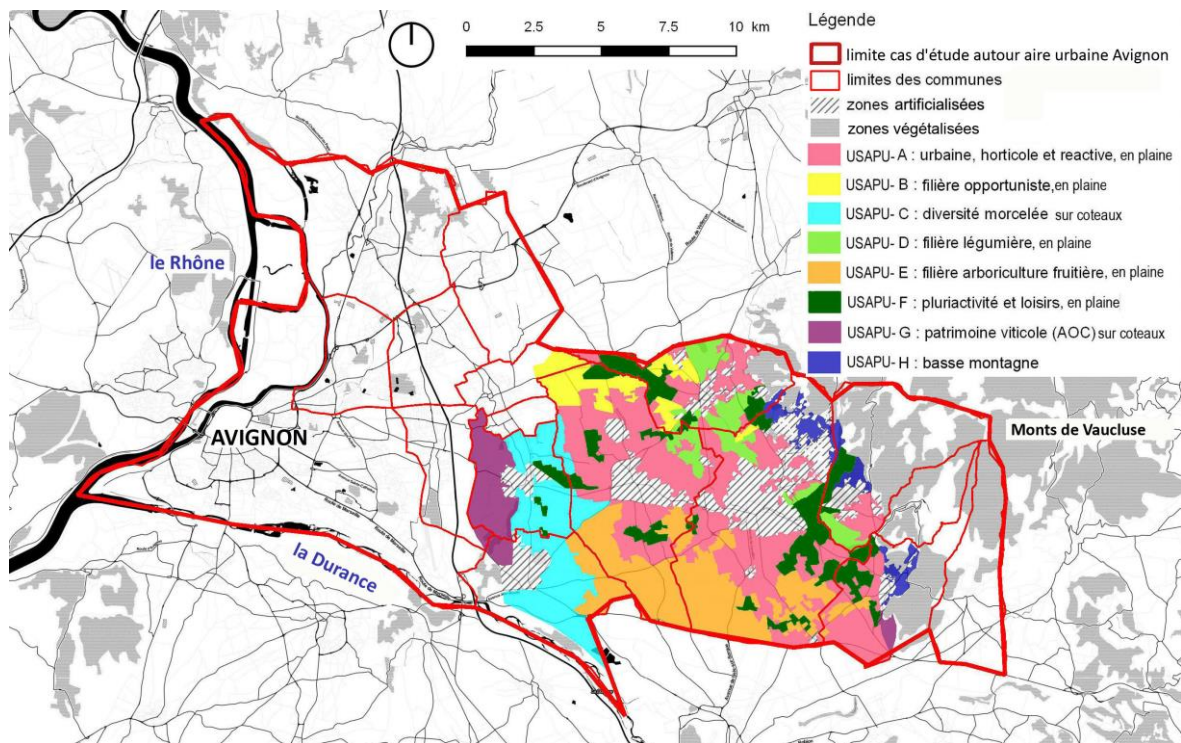 0 2.5 5 7.5 10 km
Légende
limite cas d'étude autour aire urbaine Avignon
limites des communes
zones artificialisées
zones végétalisées
USAPU- A : urbaine, horticole et reactive, en plaine
USAPU- B : filière opportuniste, en plaine
USAPU- C : diversité morcelée sur coteaux
USAPU- D : filière légumière, en plaine
USAPU- E : filière arboriculture fruitière, en plaine
USAPU- F : pluriactivité et loisirs, en plaine
USAPU- G : patrimoine viticole (AOC) sur coteaux
USAPU- H : basse montagne
le Rhône
AVIGNON
Monts de Vaucluse
la Durance